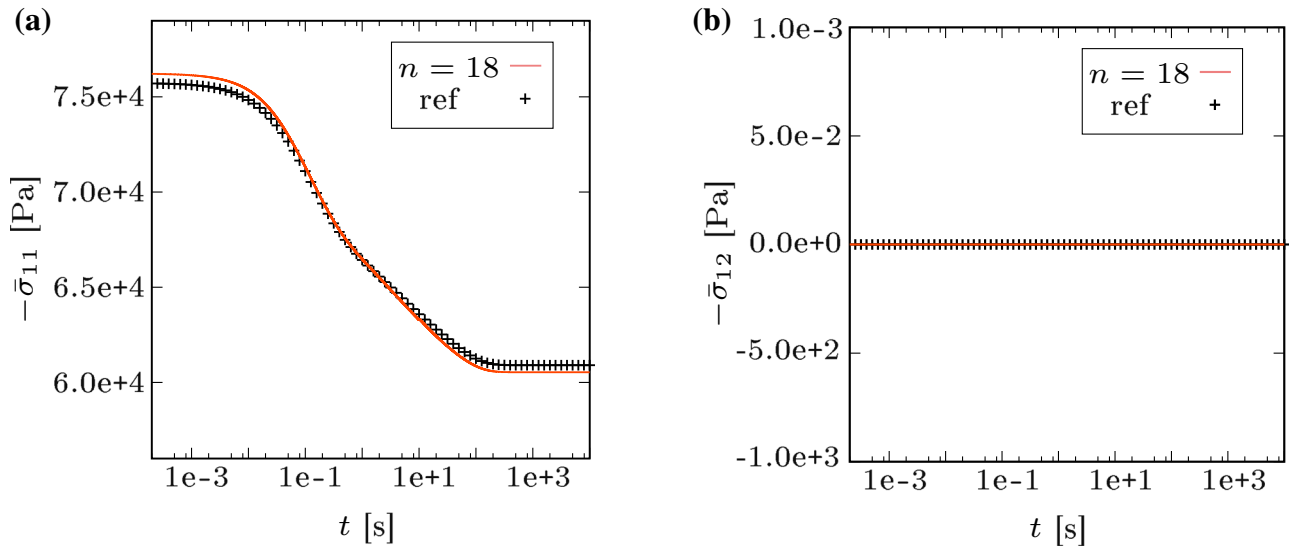 (a)
n = 18
ref
7.5e+4
7.0e+4
6.5e+4
6.0e+4
−σ̄₁₁ [Pa]
1e-3 1e-1 1e+1 1e+3
t [s]
(b)
n = 18
ref
1.0e-3
5.0e-2
0.0e+0
-5.0e+2
-1.0e+3
−σ̄₁₂ [Pa]
1e-3 1e-1 1e+1 1e+3
t [s]